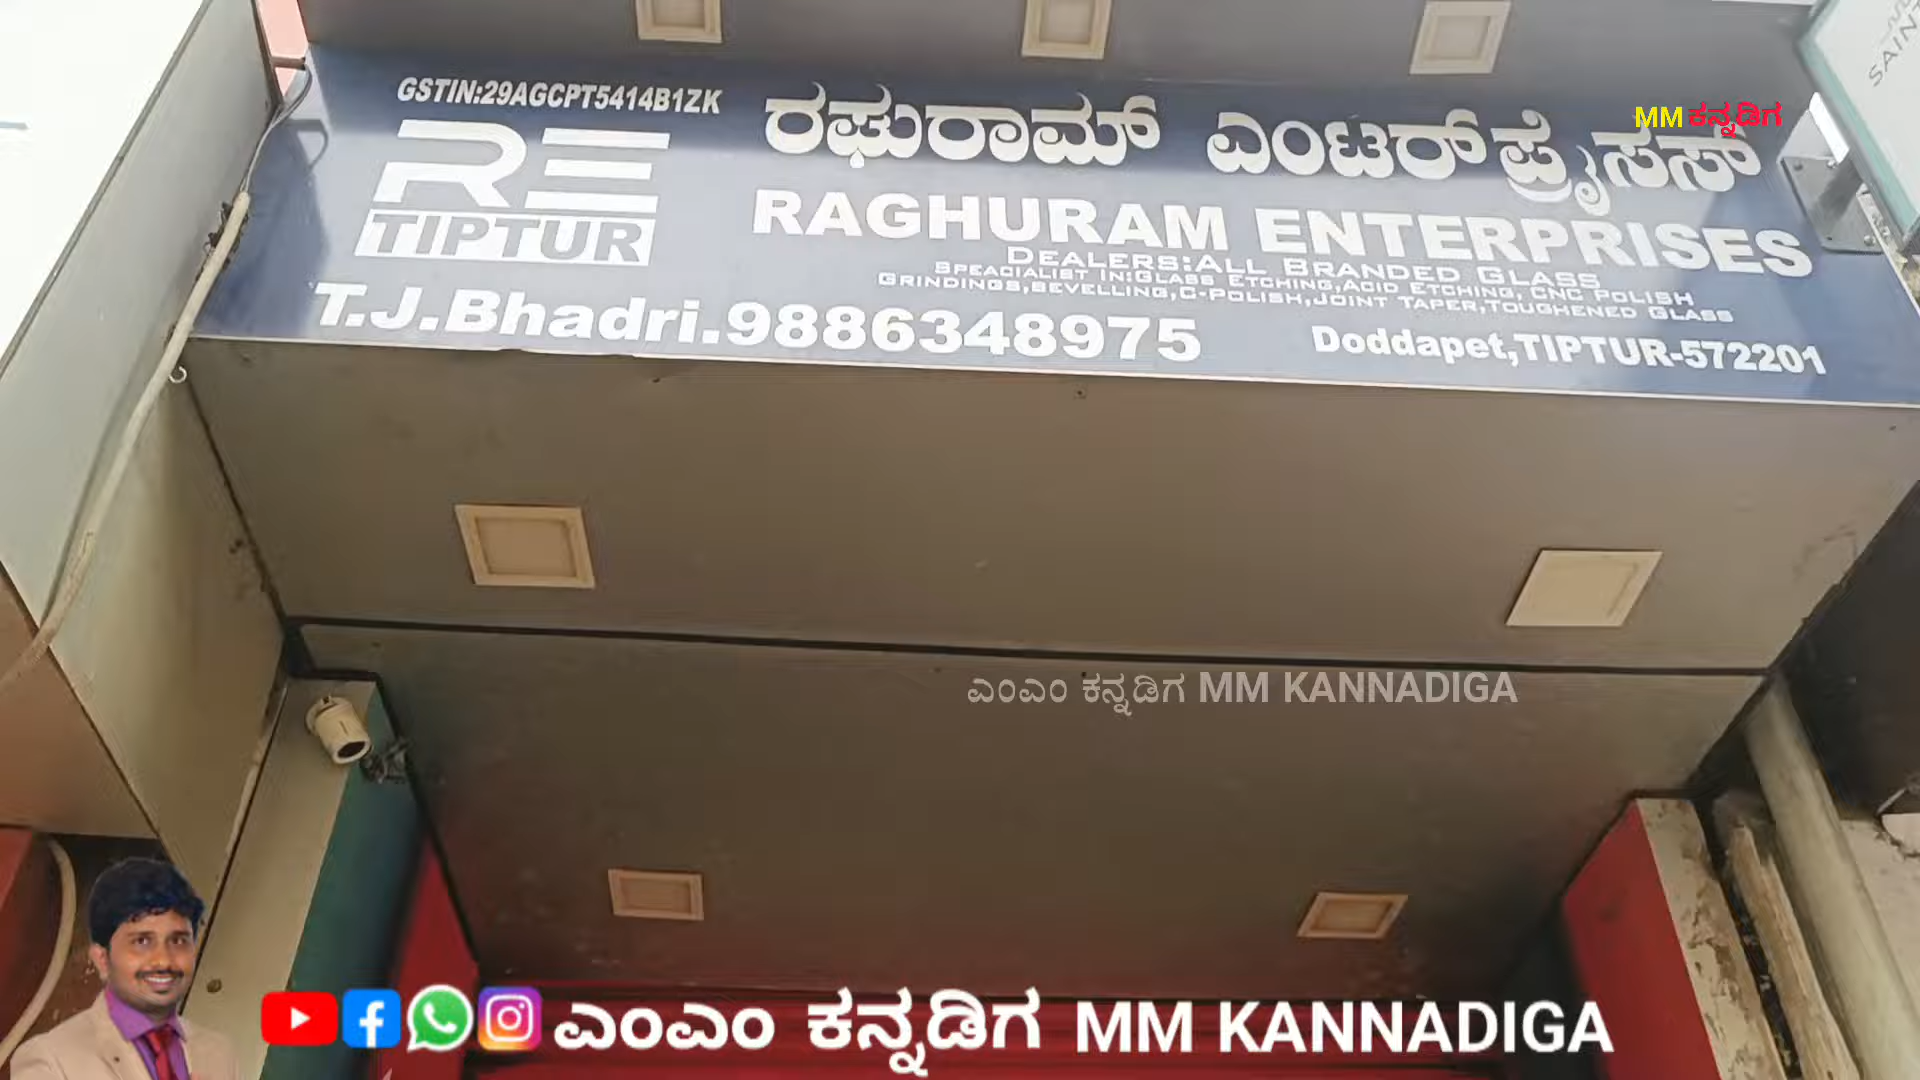 GSTIN:29AGCPT5414B1ZK
RE
TIPTUR
ರಘುರಾಮ್ ಎಂಟರ್‌ಪ್ರೈಸಸ್
MM ಕನ್ನಡಿಗ
RAGHURAM ENTERPRISES
DEALERS:ALL BRANDED GLASS
SPEACIALIST IN:GLASS ETCHING,ACID ETCHING, CNC POLISH
GRINDINGS,BEVELLING,C-POLISH,JOINT TAPER,TOUGHENED GLASS
T.J.Bhadri.9886348975
Doddapet,TIPTUR-572201
ಎಂಎಂ ಕನ್ನಡಿಗ MM KANNADIGA
ಎಂಎಂ ಕನ್ನಡಿಗ MM KANNADIGA